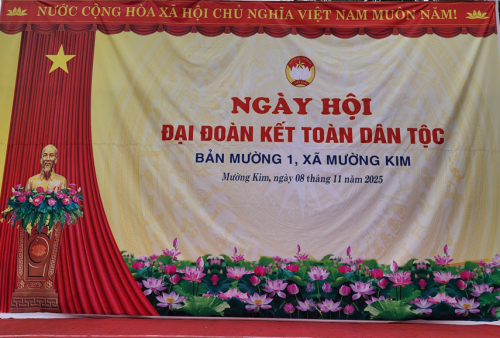 NƯỚC CỘNG HÒA XÃ HỘI CHỦ NGHĨA VIỆT NAM MUÔN NĂM!
NGÀY HỘI
ĐẠI ĐOÀN KẾT TOÀN DÂN TỘC
BẢN MƯỜNG 1, XÃ MƯỜNG KIM
Mường Kim, ngày 08 tháng 11 năm 2025